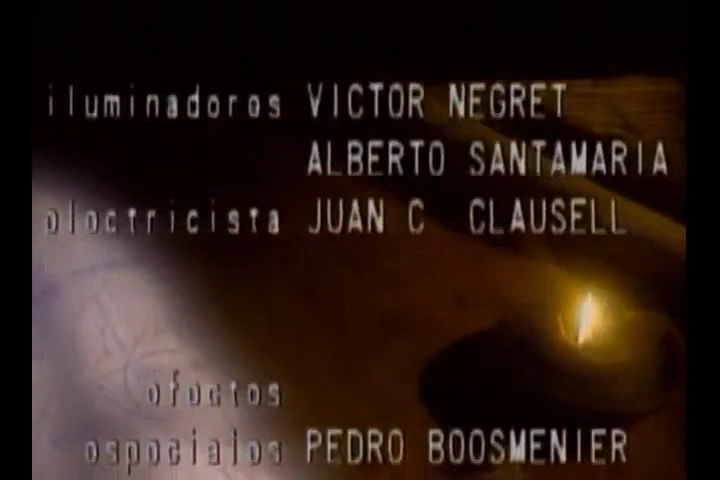 iluminadores VICTOR NEGRET
ALBERTO SANTAMARIA
electricista JUAN C. CLAUSELL
efectos
especiales PEDRO BOOSMENIER